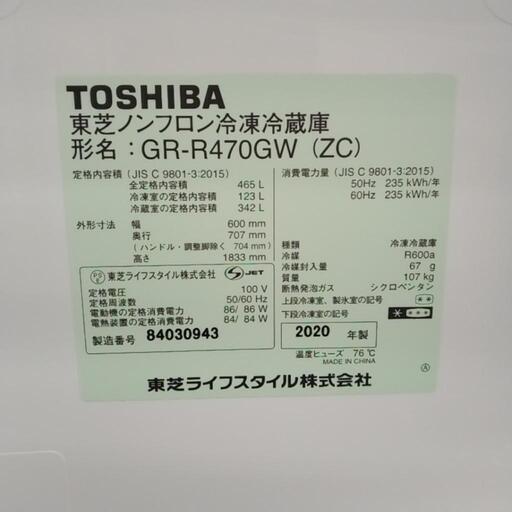 TOSHIBA
東芝ノンフロン冷凍冷蔵庫
形名：GR-R470GW (ZC)
定格内容積 (JIS C 9801-3:2015)
全定格内容積 465 L
冷凍室の定格内容積 123 L
冷蔵室の定格内容積 342 L
外形寸法 幅 600 mm
奥行 707 mm
(ハンドル・調整脚除く 704 mm)
高さ 1833 mm
PSE 東芝ライフスタイル株式会社 JET
定格電圧 100 V
定格周波数 50/60 Hz
電動機の定格消費電力 86/ 86 W
電熱装置の定格消費電力 84/ 84 W
製造番号 84030943
消費電力量 (JIS C 9801-3:2015)
50Hz 235 kWh/年
60Hz 235 kWh/年
種類 冷凍冷蔵庫
冷媒 R600a
冷媒封入量 67 g
質量 107 kg
断熱発泡ガス シクロペンタン
上段冷凍室、製氷室の記号 **
下段冷凍室の記号 * ***
2020 年製
温度ヒューズ 76℃
MADE IN CHINA
東芝ライフスタイル株式会社
Ⓐ